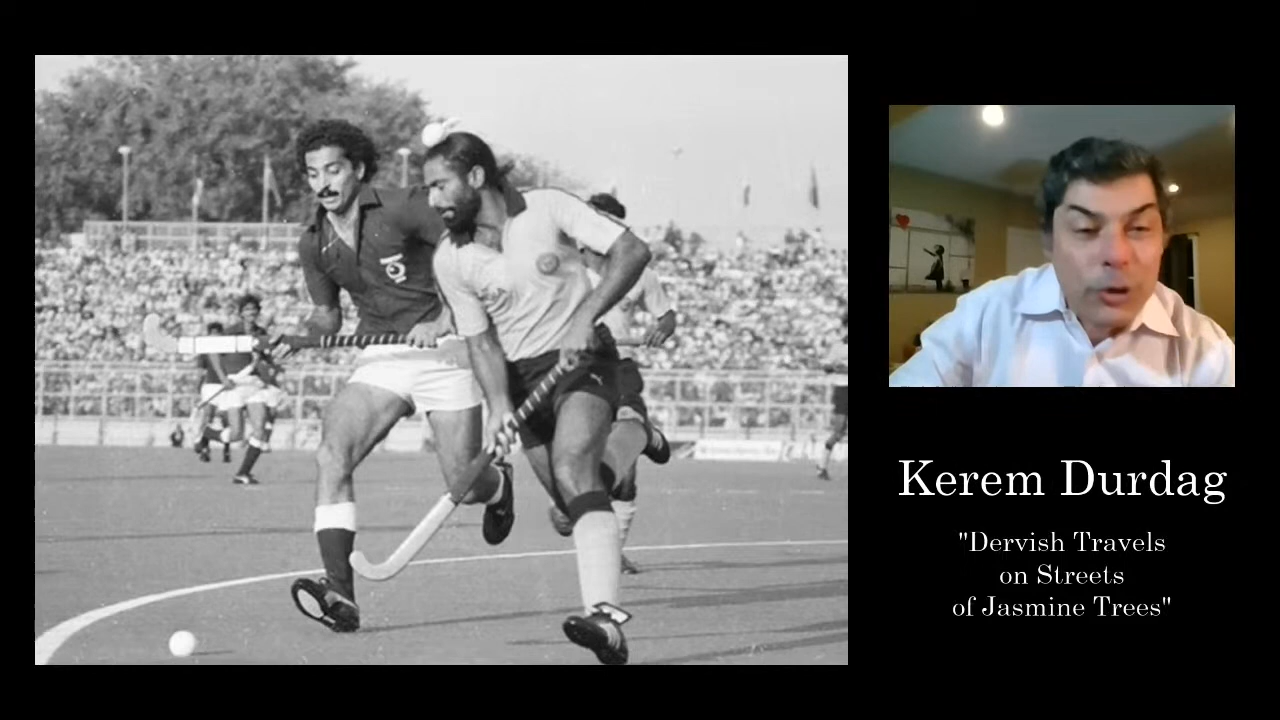 Kerem Durdag
"Dervish Travels
on Streets
of Jasmine Trees"